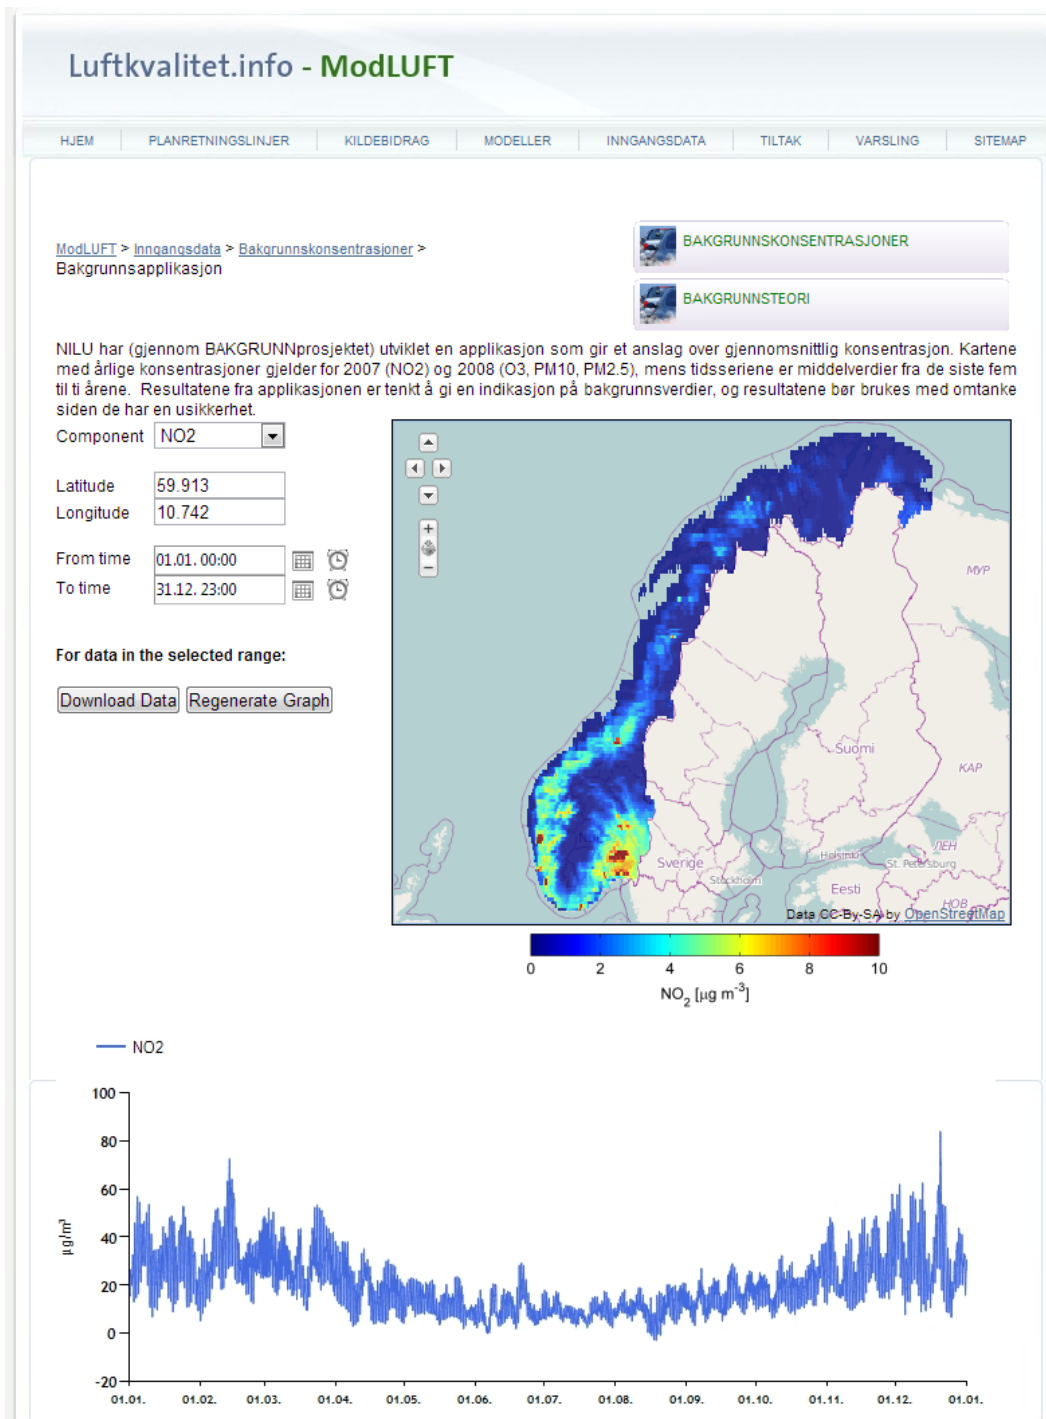 Luftkvalitet.info - ModLUFT
HJEM PLANRETNINGSLINJER KILDEBIDRAG MODELLER INNGANGSDATA TILTAK VARSLING SITEMAP
ModLUFT > Inngangsdata > Bakgrunnskonsentrasjoner >
Bakgrunnsapplikasjon
BAKGRUNNSKONSENTRASJONER
BAKGRUNNSTEORI
NILU har (gjennom BAKGRUNNprosjektet) utviklet en applikasjon som gir et anslag over gjennomsnittlig konsentrasjon. Kartene
med årlige konsentrasjoner gjelder for 2007 (NO2) og 2008 (O3, PM10, PM2.5), mens tidsseriene er middelverdier fra de siste fem
til ti årene. Resultatene fra applikasjonen er tenkt å gi en indikasjon på bakgrunnsverdier, og resultatene bør brukes med omtanke
siden de har en usikkerhet.
Component NO2
Latitude 59.913
Longitude 10.742
From time 01.01. 00:00
To time 31.12. 23:00
For data in the selected range:
Download Data Regenerate Graph
МУР
Suomi
КАР
Sverige
Stockholm
Helsinki
ЛЕН
St. Petersburg
Eesti
НОВ
Data CC-By-SA by OpenStreetMap
0 2 4 6 8 10
NO2 [µg m-3]
NO2
100
80
60
40
20
0
-20
µg/m³
01.01. 01.02. 01.03. 01.04. 01.05. 01.06. 01.07. 01.08. 01.09. 01.10. 01.11. 01.12. 01.01.